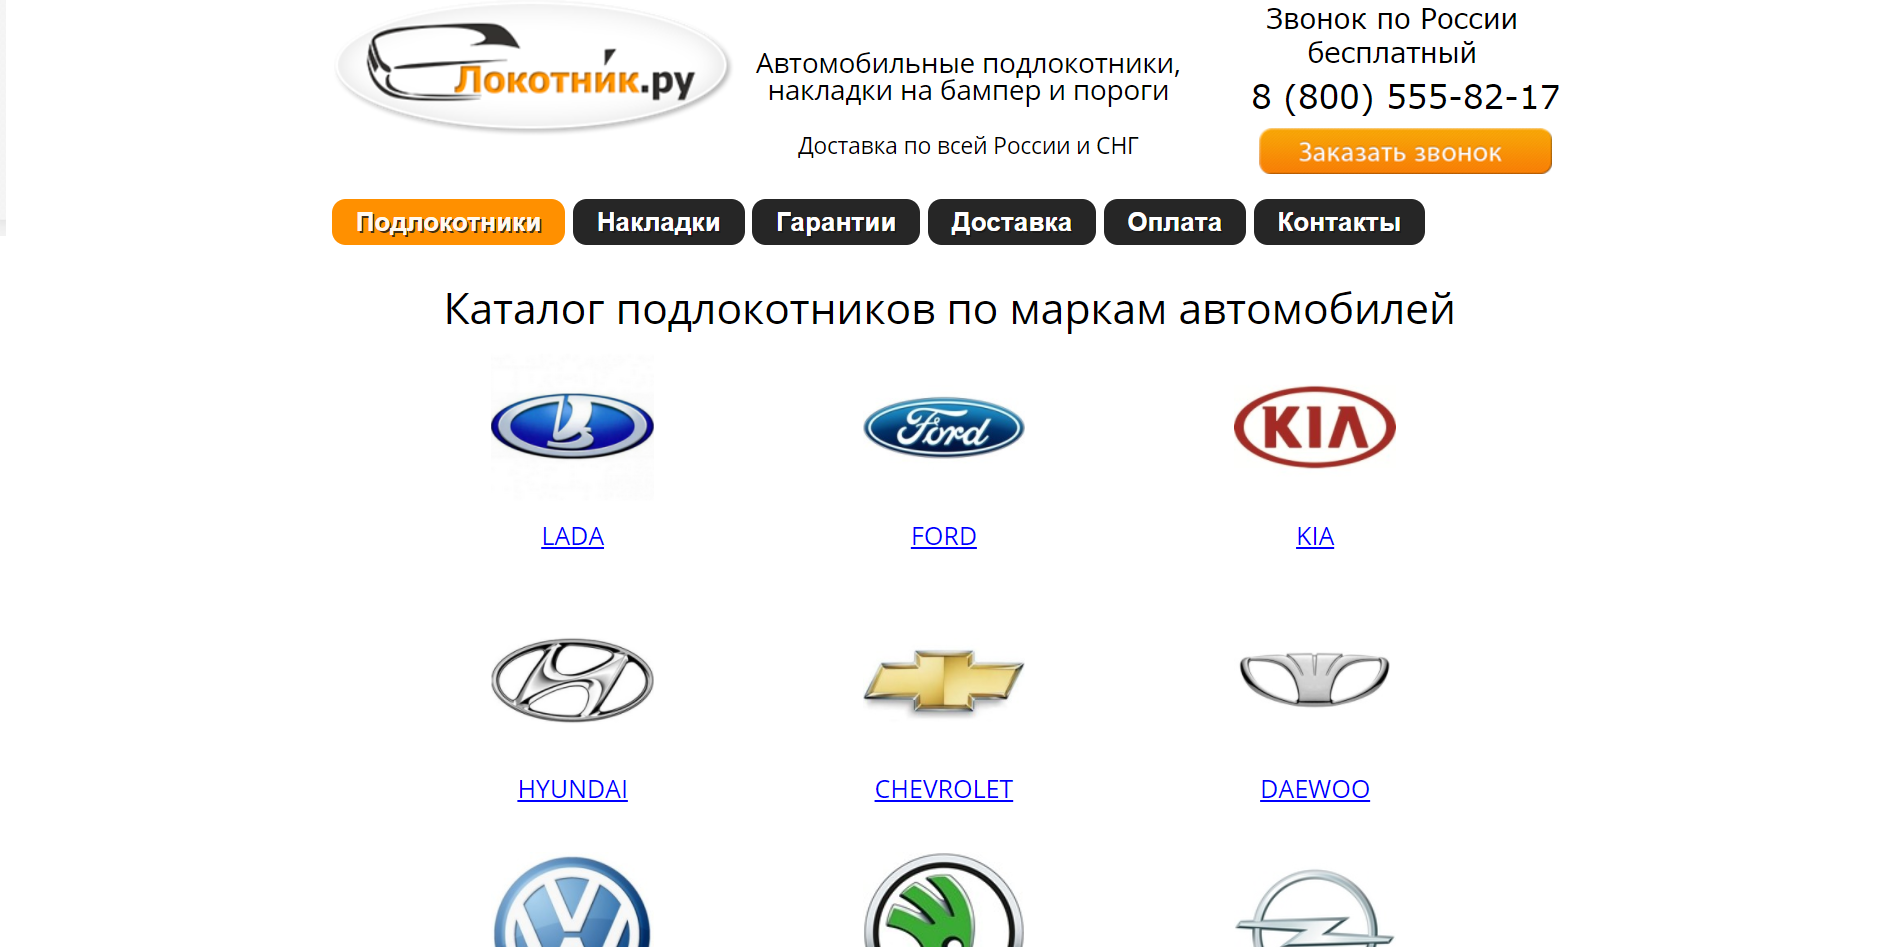 Локотник.ру
Автомобильные подлокотники,
накладки на бампер и пороги
Доставка по всей России и СНГ
Звонок по России
бесплатный
8 (800) 555-82-17
Заказать звонок
Подлокотники Накладки Гарантии Доставка Оплата Контакты
Каталог подлокотников по маркам автомобилей
Ford KIA
LADA FORD KIA
HYUNDAI CHEVROLET DAEWOO